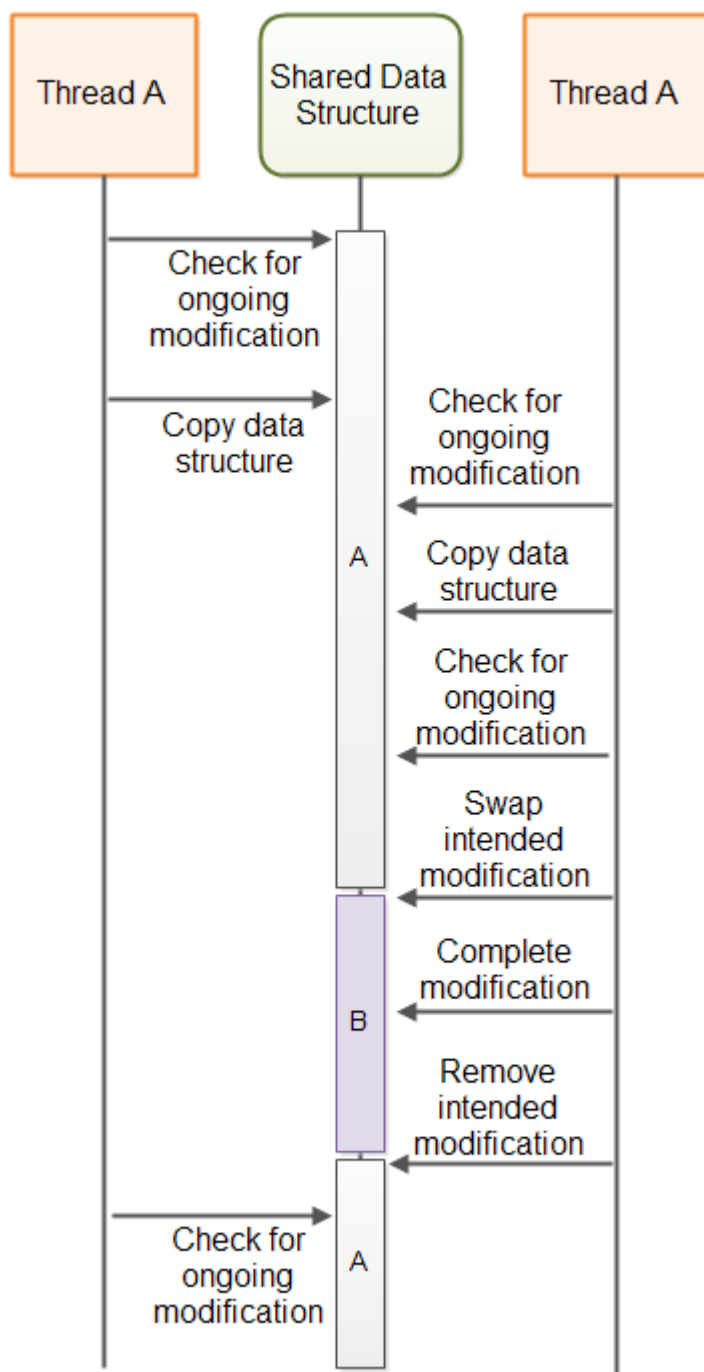 Thread A
Shared Data
Structure
Thread A
Check for
ongoing
modification
Copy data
structure
Check for
ongoing
modification
A
Copy data
structure
Check for
ongoing
modification
Swap
intended
modification
Complete
modification
B
Remove
intended
modification
Check for
ongoing
modification
A